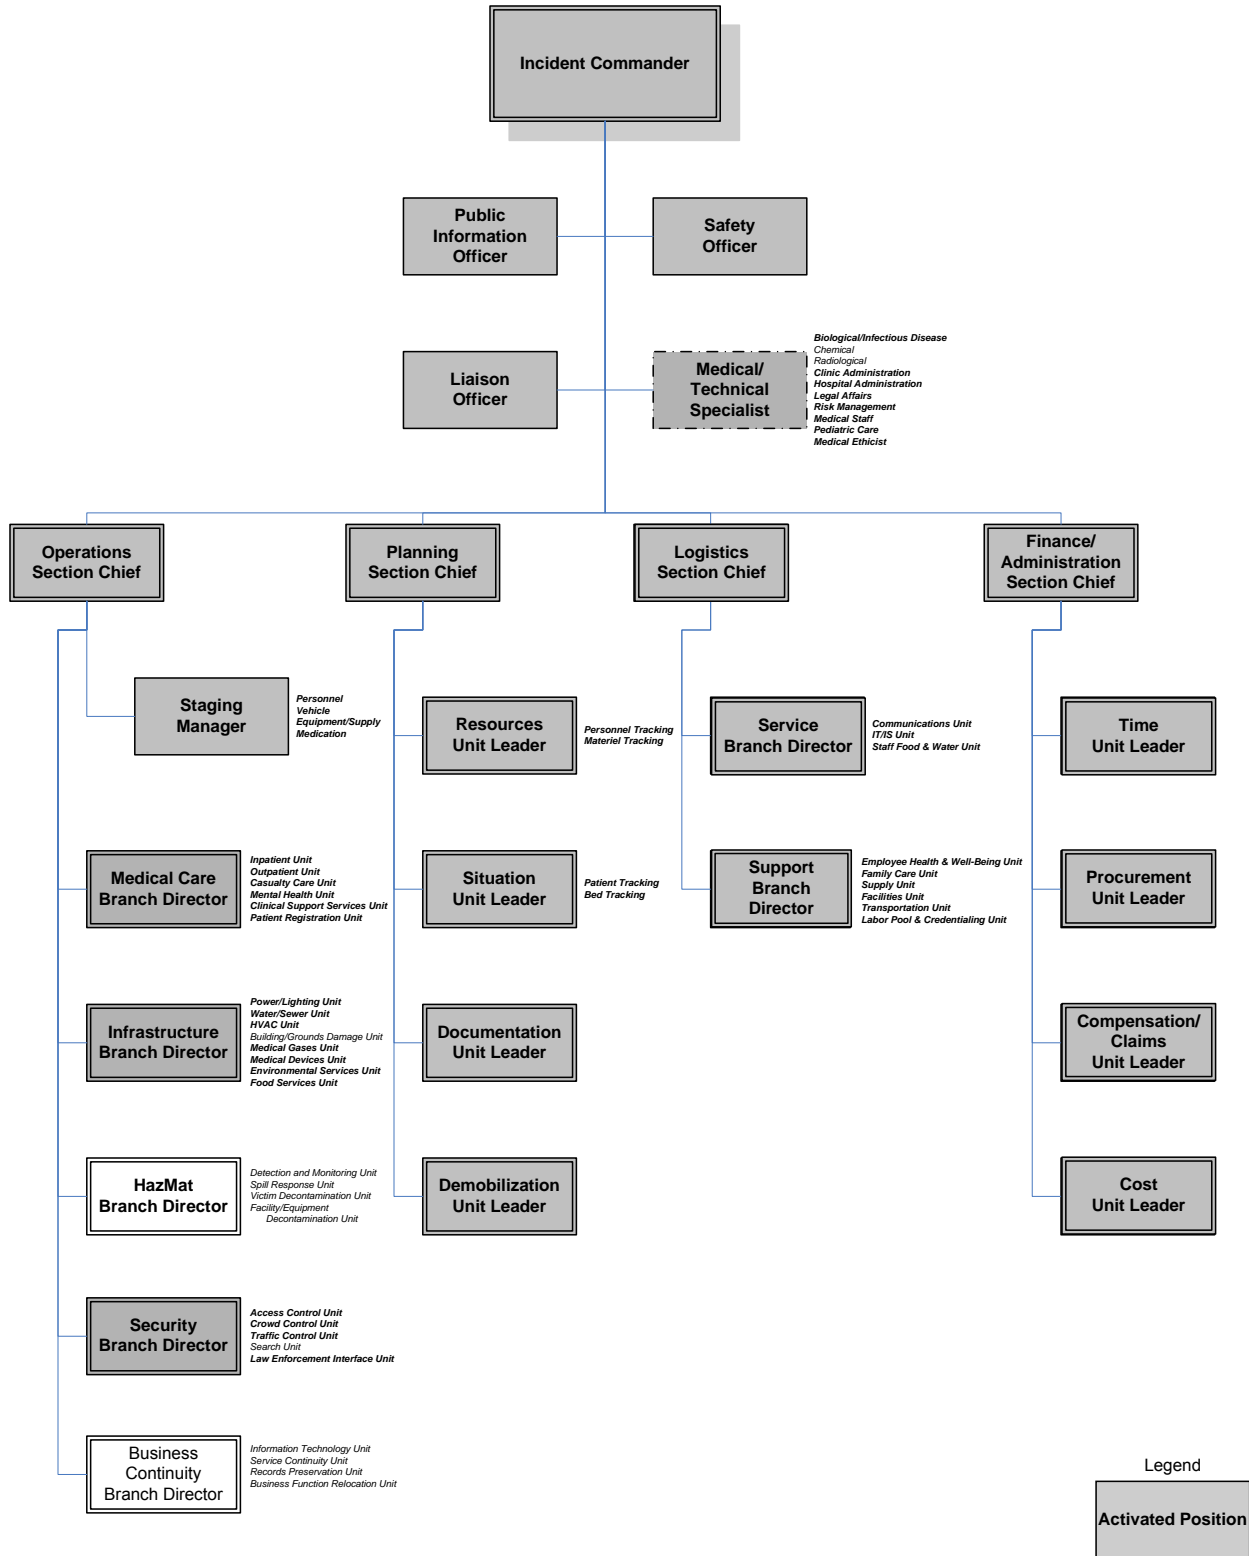 Incident Commander
Public
Information
Officer
Safety
Officer
Liaison
Officer
Medical/
Technical
Specialist
Biological/Infectious Disease
Chemical
Radiological
Clinic Administration
Hospital Administration
Legal Affairs
Risk Management
Medical Staff
Pediatric Care
Medical Ethicist
Operations
Section Chief
Planning
Section Chief
Logistics
Section Chief
Finance/
Administration
Section Chief
Staging
Manager
Personnel
Vehicle
Equipment/Supply
Medication
Resources
Unit Leader
Personnel Tracking
Materiel Tracking
Service
Branch Director
Communications Unit
IT/IS Unit
Staff Food & Water Unit
Time
Unit Leader
Medical Care
Branch Director
Inpatient Unit
Outpatient Unit
Casualty Care Unit
Mental Health Unit
Clinical Support Services Unit
Patient Registration Unit
Situation
Unit Leader
Patient Tracking
Bed Tracking
Support
Branch
Director
Employee Health & Well-Being Unit
Family Care Unit
Supply Unit
Facilities Unit
Transportation Unit
Labor Pool & Credentialing Unit
Procurement
Unit Leader
Infrastructure
Branch Director
Power/Lighting Unit
Water/Sewer Unit
HVAC Unit
Building/Grounds Damage Unit
Medical Gases Unit
Medical Devices Unit
Environmental Services Unit
Food Services Unit
Documentation
Unit Leader
Compensation/
Claims
Unit Leader
HazMat
Branch Director
Detection and Monitoring Unit
Spill Response Unit
Victim Decontamination Unit
Facility/Equipment
Decontamination Unit
Demobilization
Unit Leader
Cost
Unit Leader
Security
Branch Director
Access Control Unit
Crowd Control Unit
Traffic Control Unit
Search Unit
Law Enforcement Interface Unit
Business
Continuity
Branch Director
Information Technology Unit
Service Continuity Unit
Records Preservation Unit
Business Function Relocation Unit
Legend
Activated Position